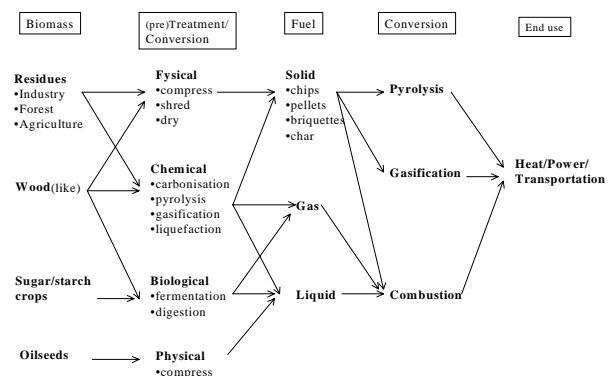 Biomass
(pre)Treatment/
Conversion
Fuel
Conversion
End use
Residues
•Industry
•Forest
•Agriculture
Wood(like)
Sugar/starch
crops
Oilseeds
Fysical
•compress
•shred
•dry
Chemical
•carbonisation
•pyrolysis
•gasification
•liquefaction
Biological
•fermentation
•digestion
Physical
•compress
Solid
•chips
•pellets
•briquettes
•char
Gas
Liquid
Pyrolysis
Gasification
Combustion
Heat/Power/
Transportation